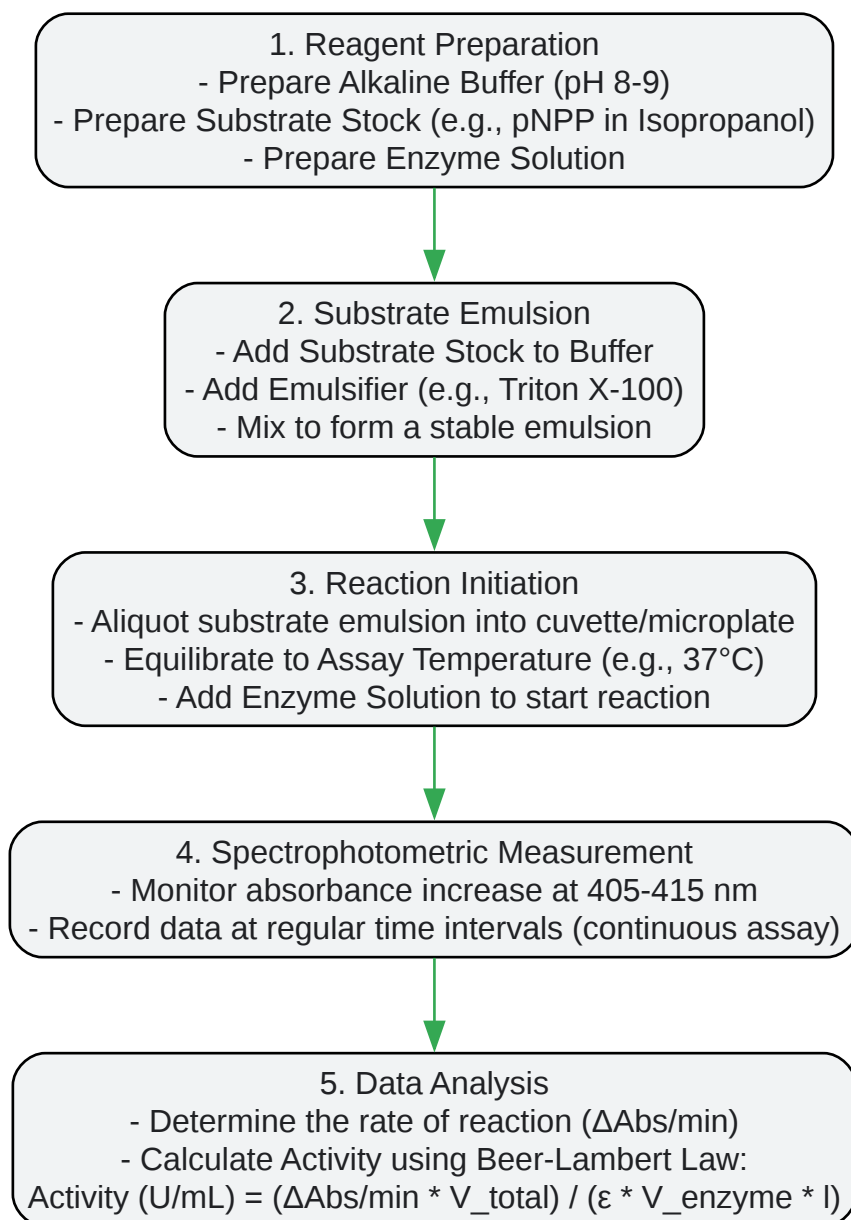 1. Reagent Preparation
- Prepare Alkaline Buffer (pH 8-9)
- Prepare Substrate Stock (e.g., pNPP in Isopropanol)
- Prepare Enzyme Solution
2. Substrate Emulsion
- Add Substrate Stock to Buffer
- Add Emulsifier (e.g., Triton X-100)
- Mix to form a stable emulsion
3. Reaction Initiation
- Aliquot substrate emulsion into cuvette/microplate
- Equilibrate to Assay Temperature (e.g., 37°C)
- Add Enzyme Solution to start reaction
4. Spectrophotometric Measurement
- Monitor absorbance increase at 405-415 nm
- Record data at regular time intervals (continuous assay)
5. Data Analysis
- Determine the rate of reaction (ΔAbs/min)
- Calculate Activity using Beer-Lambert Law:
Activity (U/mL) = (ΔAbs/min * V_total) / (ε * V_enzyme * l)